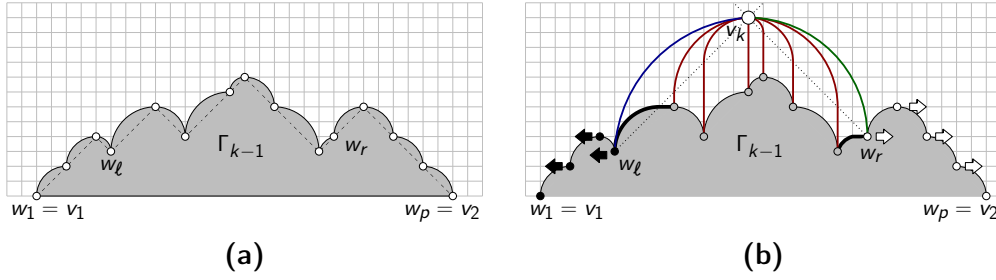 v_k
Γ_{k−1}
w_ℓ
w_r
w_1 = v_1
w_p = v_2
(a)
Γ_{k−1}
w_ℓ
w_r
w_1 = v_1
w_p = v_2
(b)